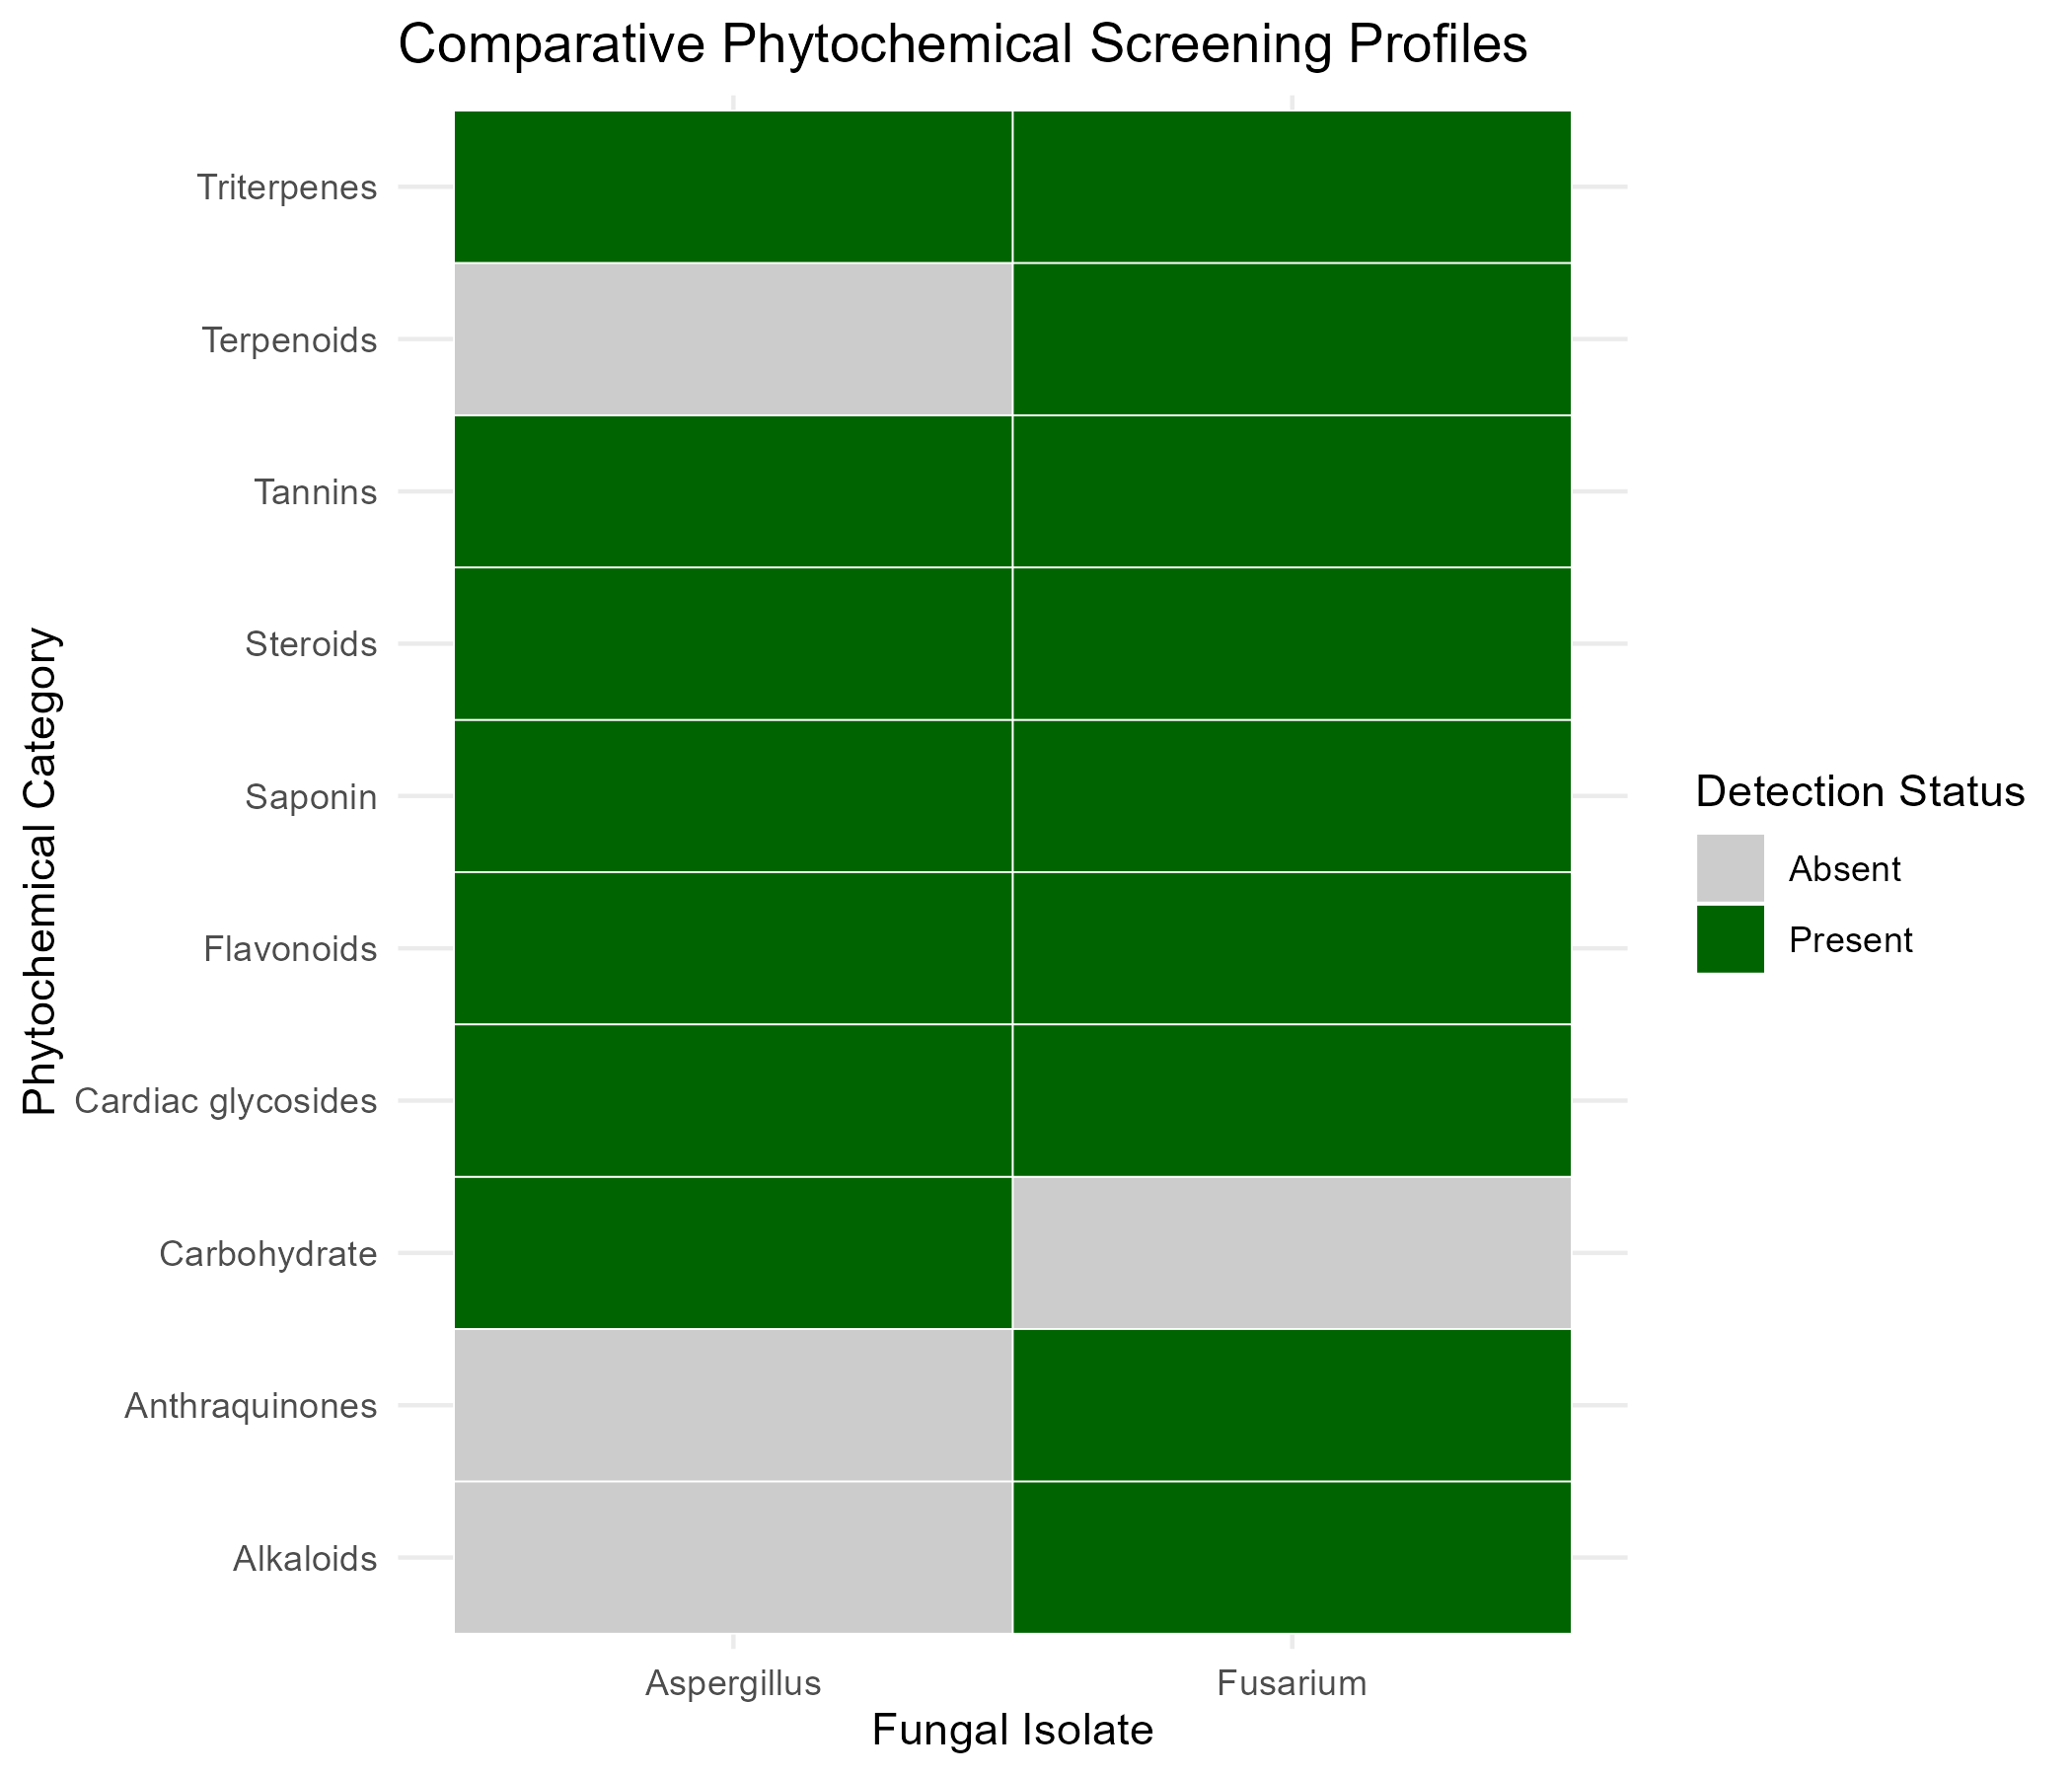 Comparative Phytochemical Screening Profiles
Phytochemical Category
Triterpenes
Terpenoids
Tannins
Steroids
Saponin
Flavonoids
Cardiac glycosides
Carbohydrate
Anthraquinones
Alkaloids
Aspergillus
Fusarium
Fungal Isolate
Detection Status
Absent
Present